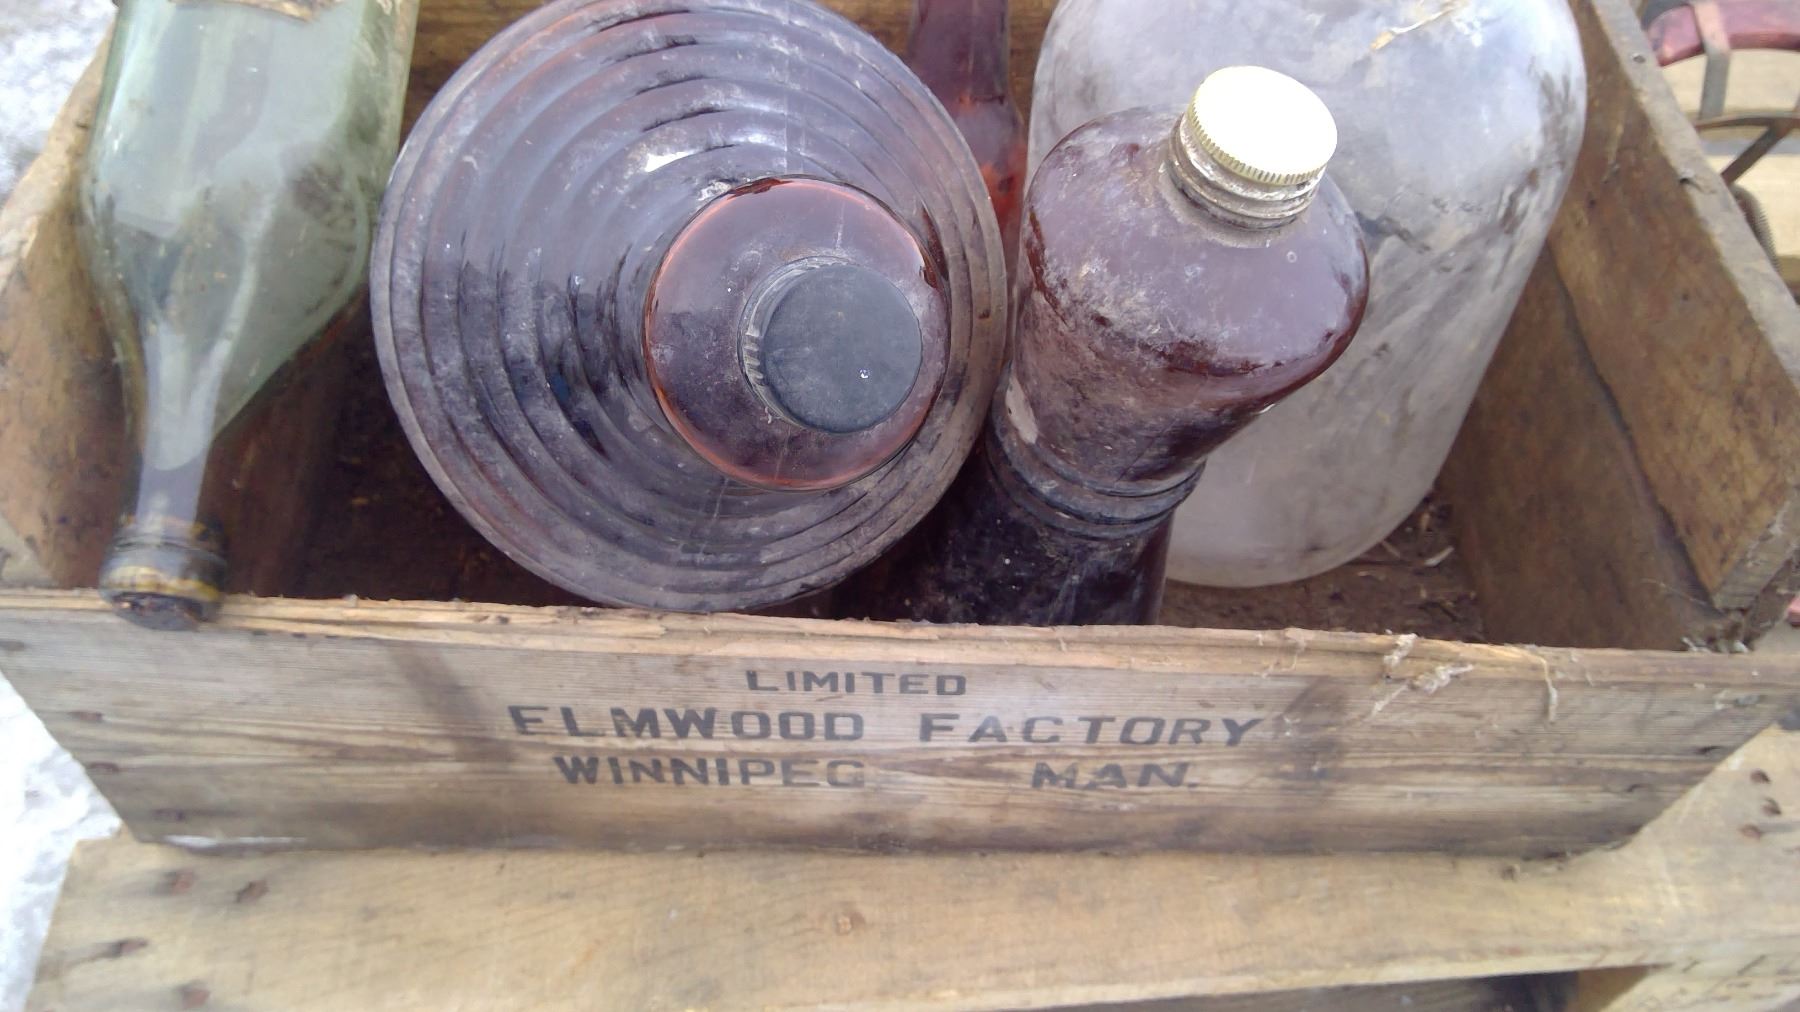 LIMITED
ELMWOOD FACTORY
WINNIPEG MAN.